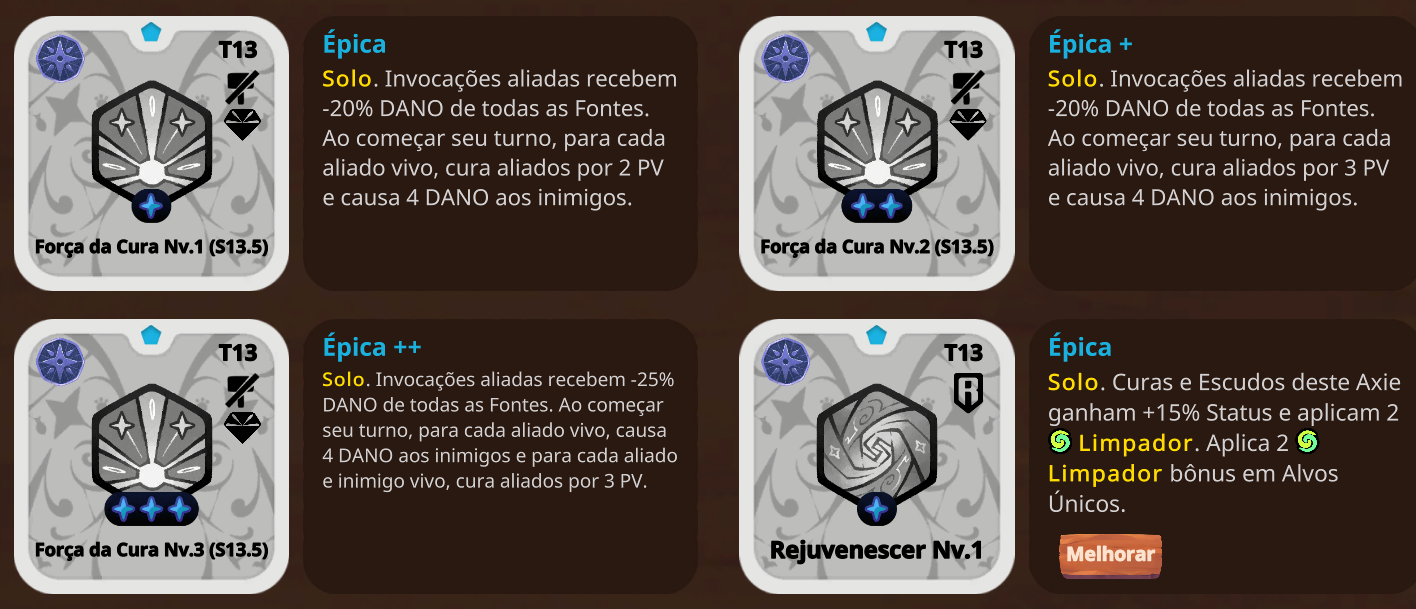 T13
Força da Cura Nv.1 (S13.5)
Épica
Solo. Invocações aliadas recebem
-20% DANO de todas as Fontes.
Ao começar seu turno, para cada
aliado vivo, cura aliados por 2 PV
e causa 4 DANO aos inimigos.
T13
Força da Cura Nv.2 (S13.5)
Épica +
Solo. Invocações aliadas recebem
-20% DANO de todas as Fontes.
Ao começar seu turno, para cada
aliado vivo, cura aliados por 3 PV
e causa 4 DANO aos inimigos.
T13
Força da Cura Nv.3 (S13.5)
Épica ++
Solo. Invocações aliadas recebem -25%
DANO de todas as Fontes. Ao começar
seu turno, para cada aliado vivo, causa
4 DANO aos inimigos e para cada aliado
e inimigo vivo, cura aliados por 3 PV.
T13
Rejuvenescer Nv.1
Épica
Solo. Curas e Escudos deste Axie
ganham +15% Status e aplicam 2
Limpador. Aplica 2
Limpador bônus em Alvos
Únicos.
Melhorar